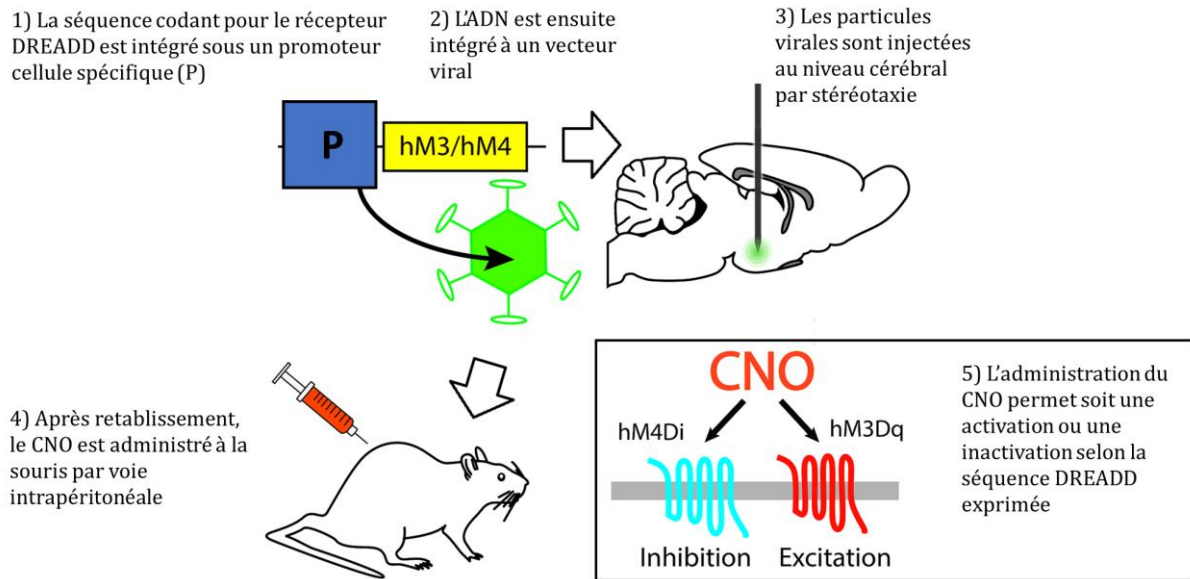 1) La séquence codant pour le récepteur
DREADD est intégré sous un promoteur
cellule spécifique (P)
2) L'ADN est ensuite
intégré à un vecteur
viral
3) Les particules
virales sont injectées
au niveau cérébral
par stéréotaxie
P
hM3/hM4
4) Après retablissement,
le CNO est administré à la
souris par voie
intrapéritonéale
CNO
hM4Di
hM3Dq
Inhibition
Excitation
5) L'administration du
CNO permet soit une
activation ou une
inactivation selon la
séquence DREADD
exprimée